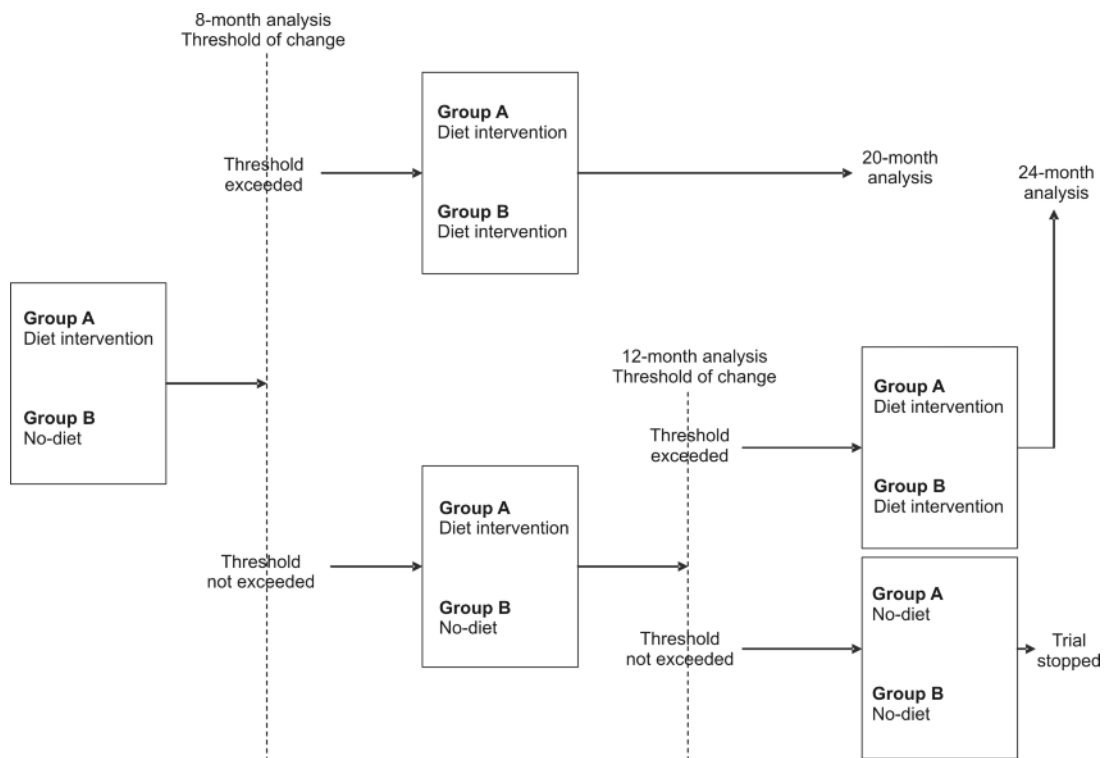 8-month analysis
Threshold of change
Group A
Diet intervention
Group B
No-diet
Threshold
exceeded
Group A
Diet intervention
Group B
Diet intervention
20-month
analysis
24-month
analysis
Threshold
not exceeded
Group A
Diet intervention
Group B
No-diet
12-month analysis
Threshold of change
Threshold
exceeded
Group A
Diet intervention
Group B
Diet intervention
Threshold
not exceeded
Group A
No-diet
Group B
No-diet
Trial
stopped